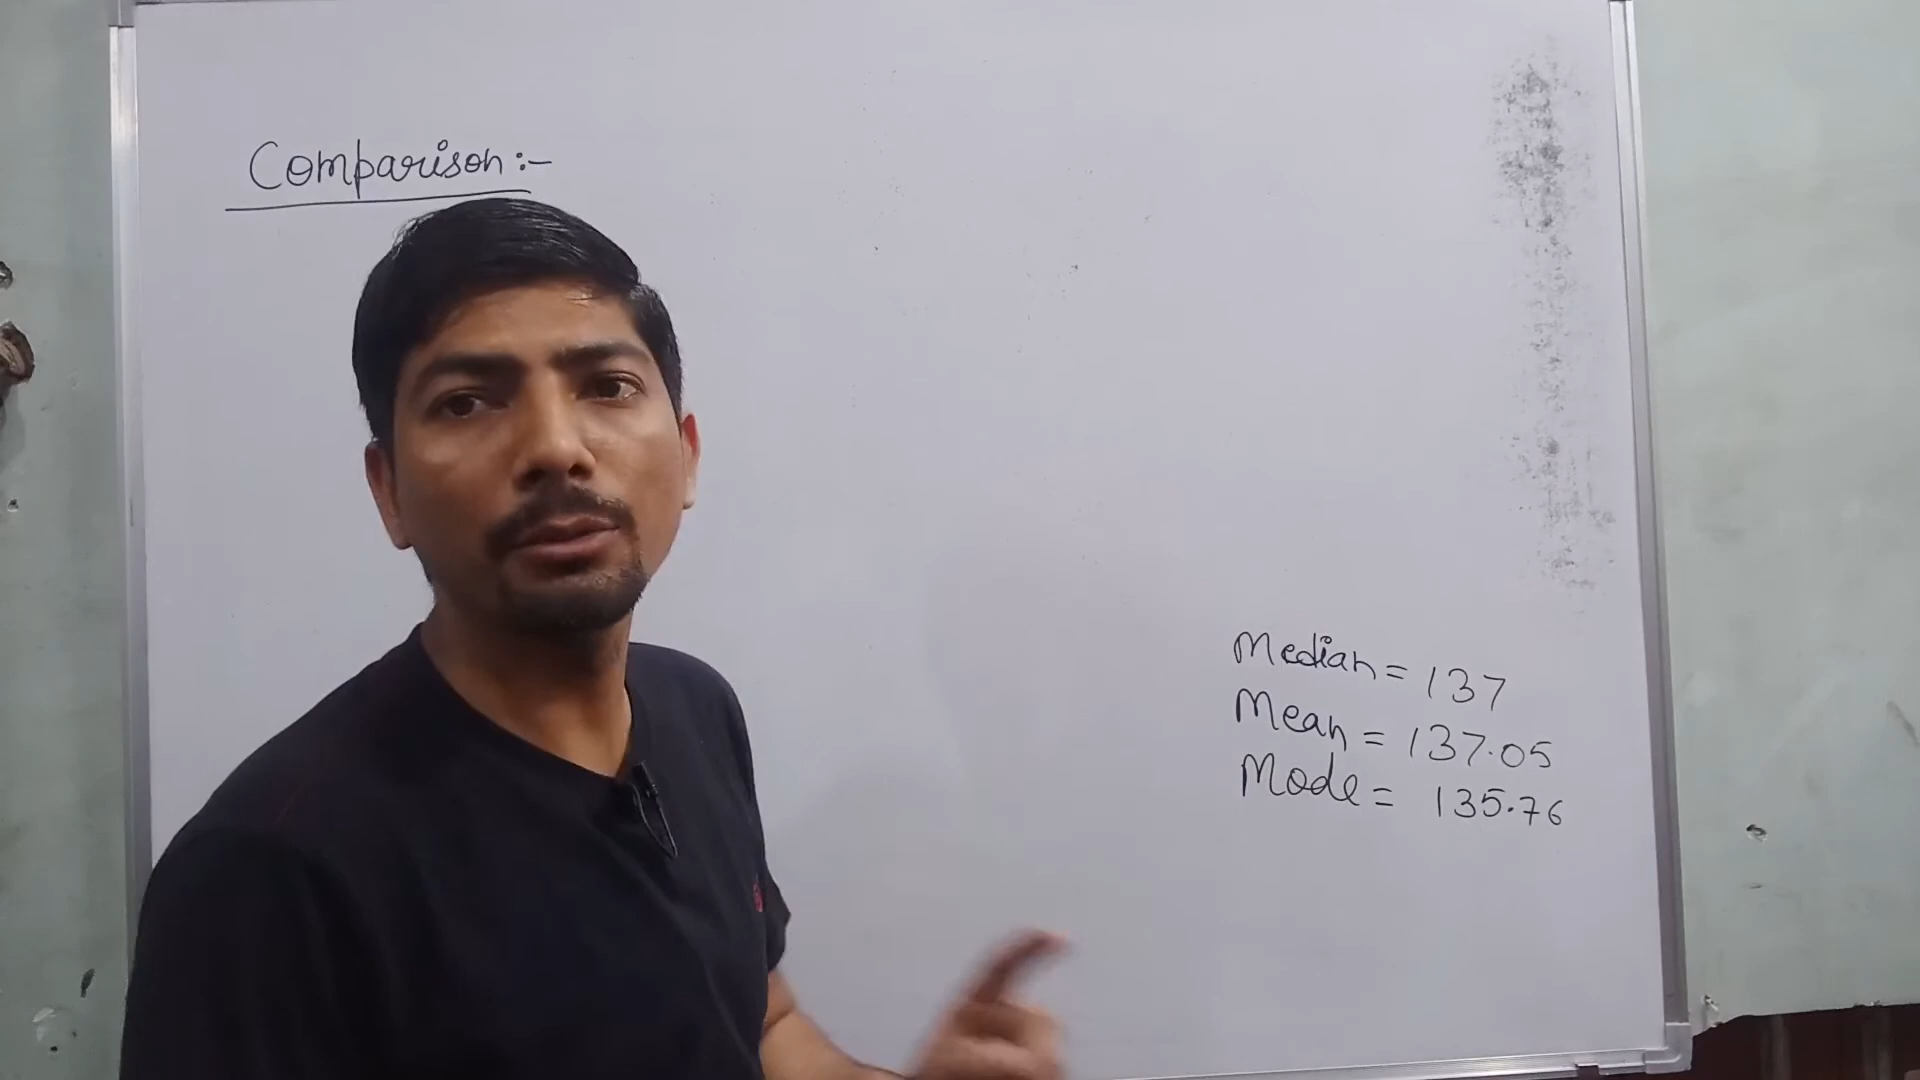 Comparison:-
Median = 137
Mean = 137.05
Mode = 135.76